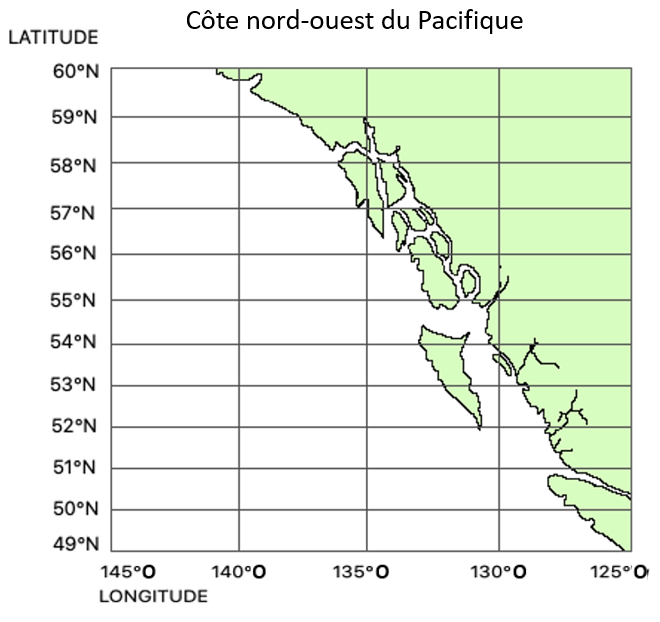 Côte nord-ouest du Pacifique
LATITUDE
60°N
59°N
58°N
57°N
56°N
55°N
54°N
53°N
52°N
51°N
50°N
49°N
145°O 140°O 135°O 130°O 125°O
LONGITUDE